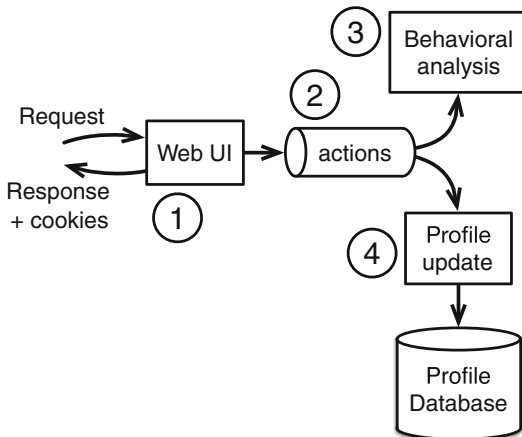 3
Behavioral
analysis
2
Request
Web UI
actions
Response
+ cookies
1
4
Profile
update
Profile
Database